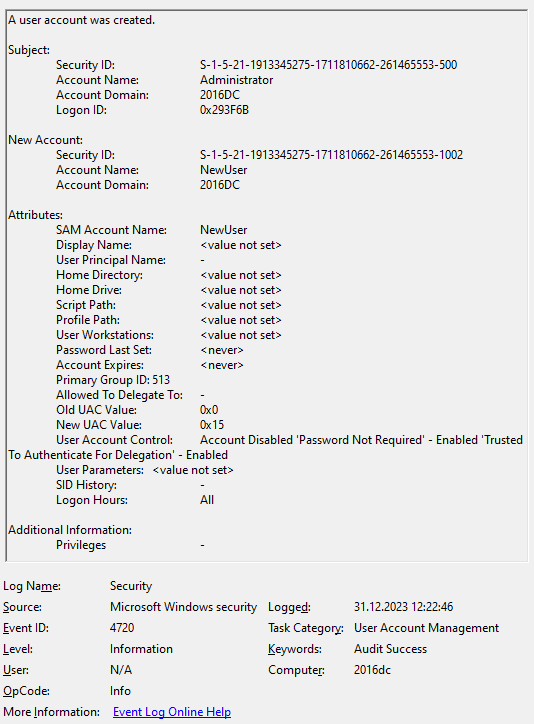 A user account was created.
Subject:
Security ID: S-1-5-21-1913345275-1711810662-261465553-500
Account Name: Administrator
Account Domain: 2016DC
Logon ID: 0x293F6B
New Account:
Security ID: S-1-5-21-1913345275-1711810662-261465553-1002
Account Name: NewUser
Account Domain: 2016DC
Attributes:
SAM Account Name: NewUser
Display Name: <value not set>
User Principal Name: -
Home Directory: <value not set>
Home Drive: <value not set>
Script Path: <value not set>
Profile Path: <value not set>
User Workstations: <value not set>
Password Last Set: <never>
Account Expires: <never>
Primary Group ID: 513
Allowed To Delegate To: -
Old UAC Value: 0x0
New UAC Value: 0x15
User Account Control: Account Disabled 'Password Not Required' - Enabled 'Trusted
To Authenticate For Delegation' - Enabled
User Parameters: <value not set>
SID History: -
Logon Hours: All
Additional Information:
Privileges -
Log Name: Security
Source: Microsoft Windows security Logged: 31.12.2023 12:22:46
Event ID: 4720 Task Category: User Account Management
Level: Information Keywords: Audit Success
User: N/A Computer: 2016dc
OpCode: Info
More Information: Event Log Online Help